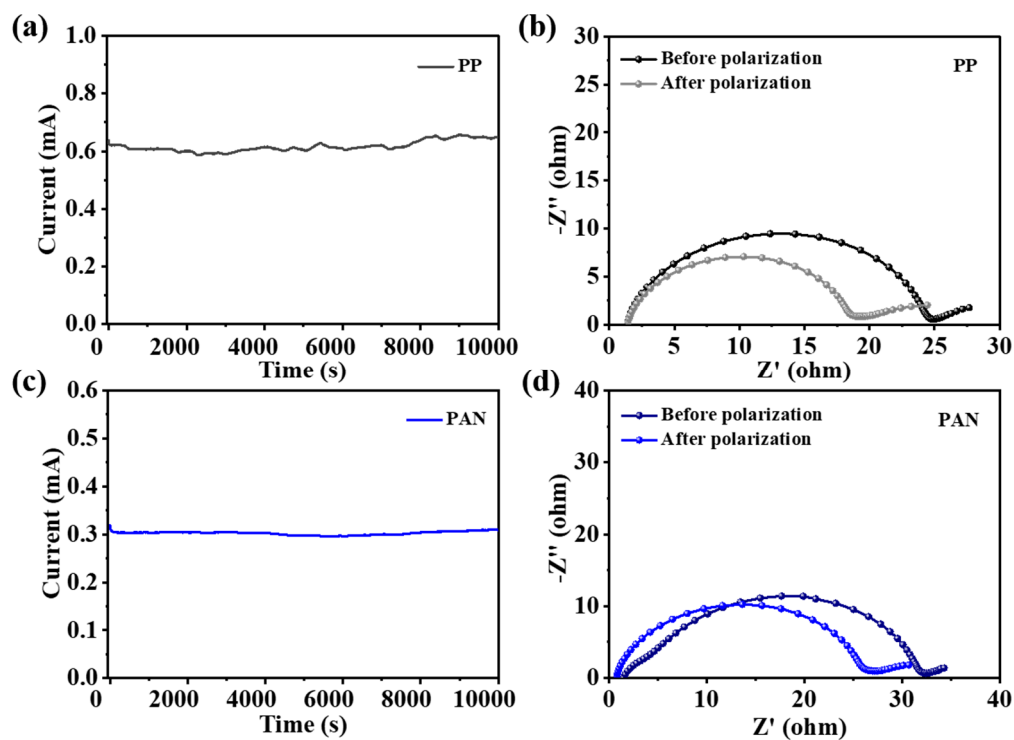 (a)
1.0
0.8
0.6
0.4
0.2
0.0
Current (mA)
PP
0 2000 4000 6000 8000 10000
Time (s)
(b)
30
25
20
15
10
5
0
-Z'' (ohm)
Before polarization
After polarization
PP
0 5 10 15 20 25 30
Z' (ohm)
(c)
0.6
0.5
0.4
0.3
0.2
0.1
0.0
Current (mA)
PAN
0 2000 4000 6000 8000 10000
Time (s)
(d)
40
30
20
10
0
-Z'' (ohm)
Before polarization
After polarization
PAN
0 10 20 30 40
Z' (ohm)